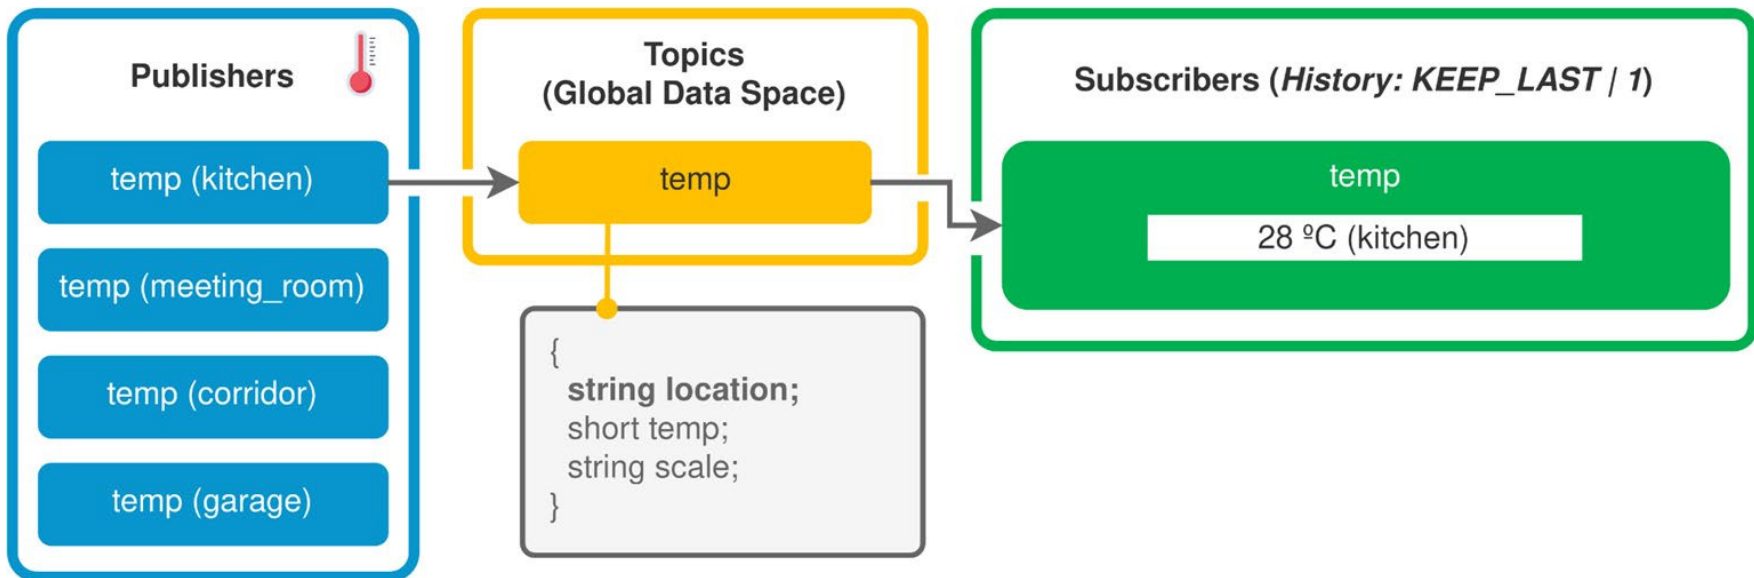 Publishers
temp (kitchen)
temp (meeting_room)
temp (corridor)
temp (garage)
Topics
(Global Data Space)
temp
{
string location;
short temp;
string scale;
}
Subscribers (History: KEEP_LAST | 1)
temp
28 ºC (kitchen)